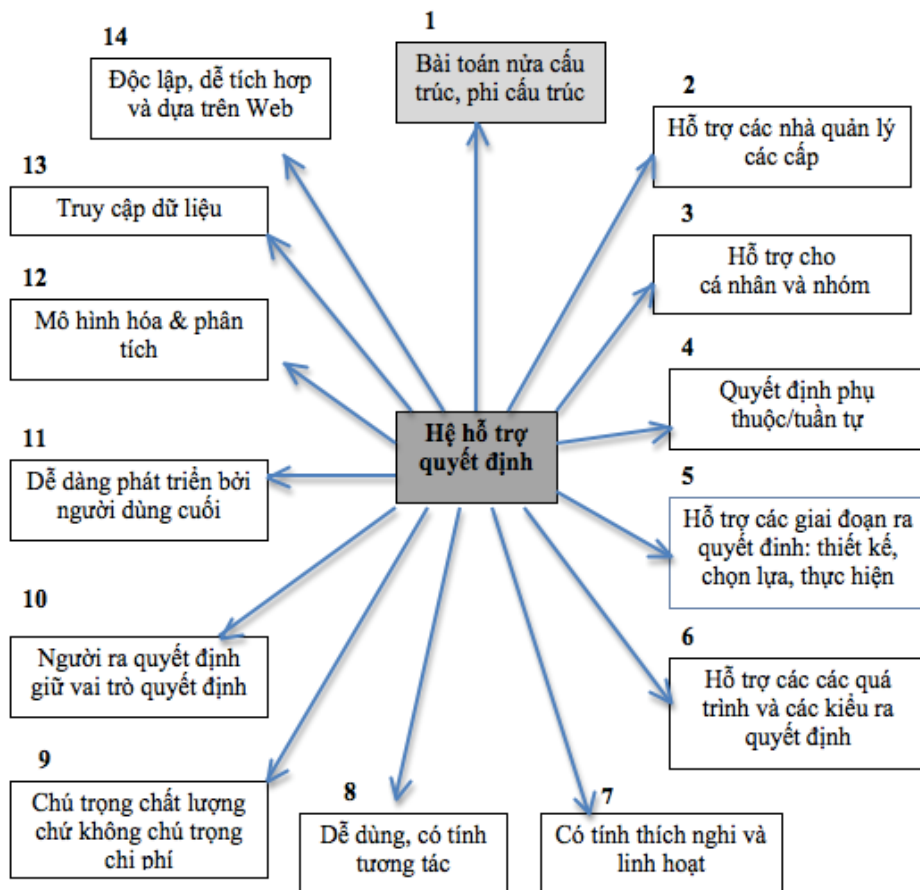 1
Bài toán nửa cấu
trúc, phi cấu trúc
2
Hỗ trợ các nhà quản lý
các cấp
3
Hỗ trợ cho
cá nhân và nhóm
4
Quyết định phụ
thuộc/tuần tự
5
Hỗ trợ các giai đoạn ra
quyết đinh: thiết kế,
chọn lựa, thực hiện
6
Hỗ trợ các các quá
trình và các kiểu ra
quyết định
7
Có tính thích nghi và
linh hoạt
8
Dễ dùng, có tính
tương tác
9
Chú trọng chất lượng
chứ không chú trọng
chi phí
10
Người ra quyết định
giữ vai trò quyết định
11
Dễ dàng phát triển bởi
người dùng cuối
12
Mô hình hóa & phân
tích
13
Truy cập dữ liệu
14
Độc lập, dễ tích hơp
và dựa trên Web
Hệ hỗ trợ
quyết định